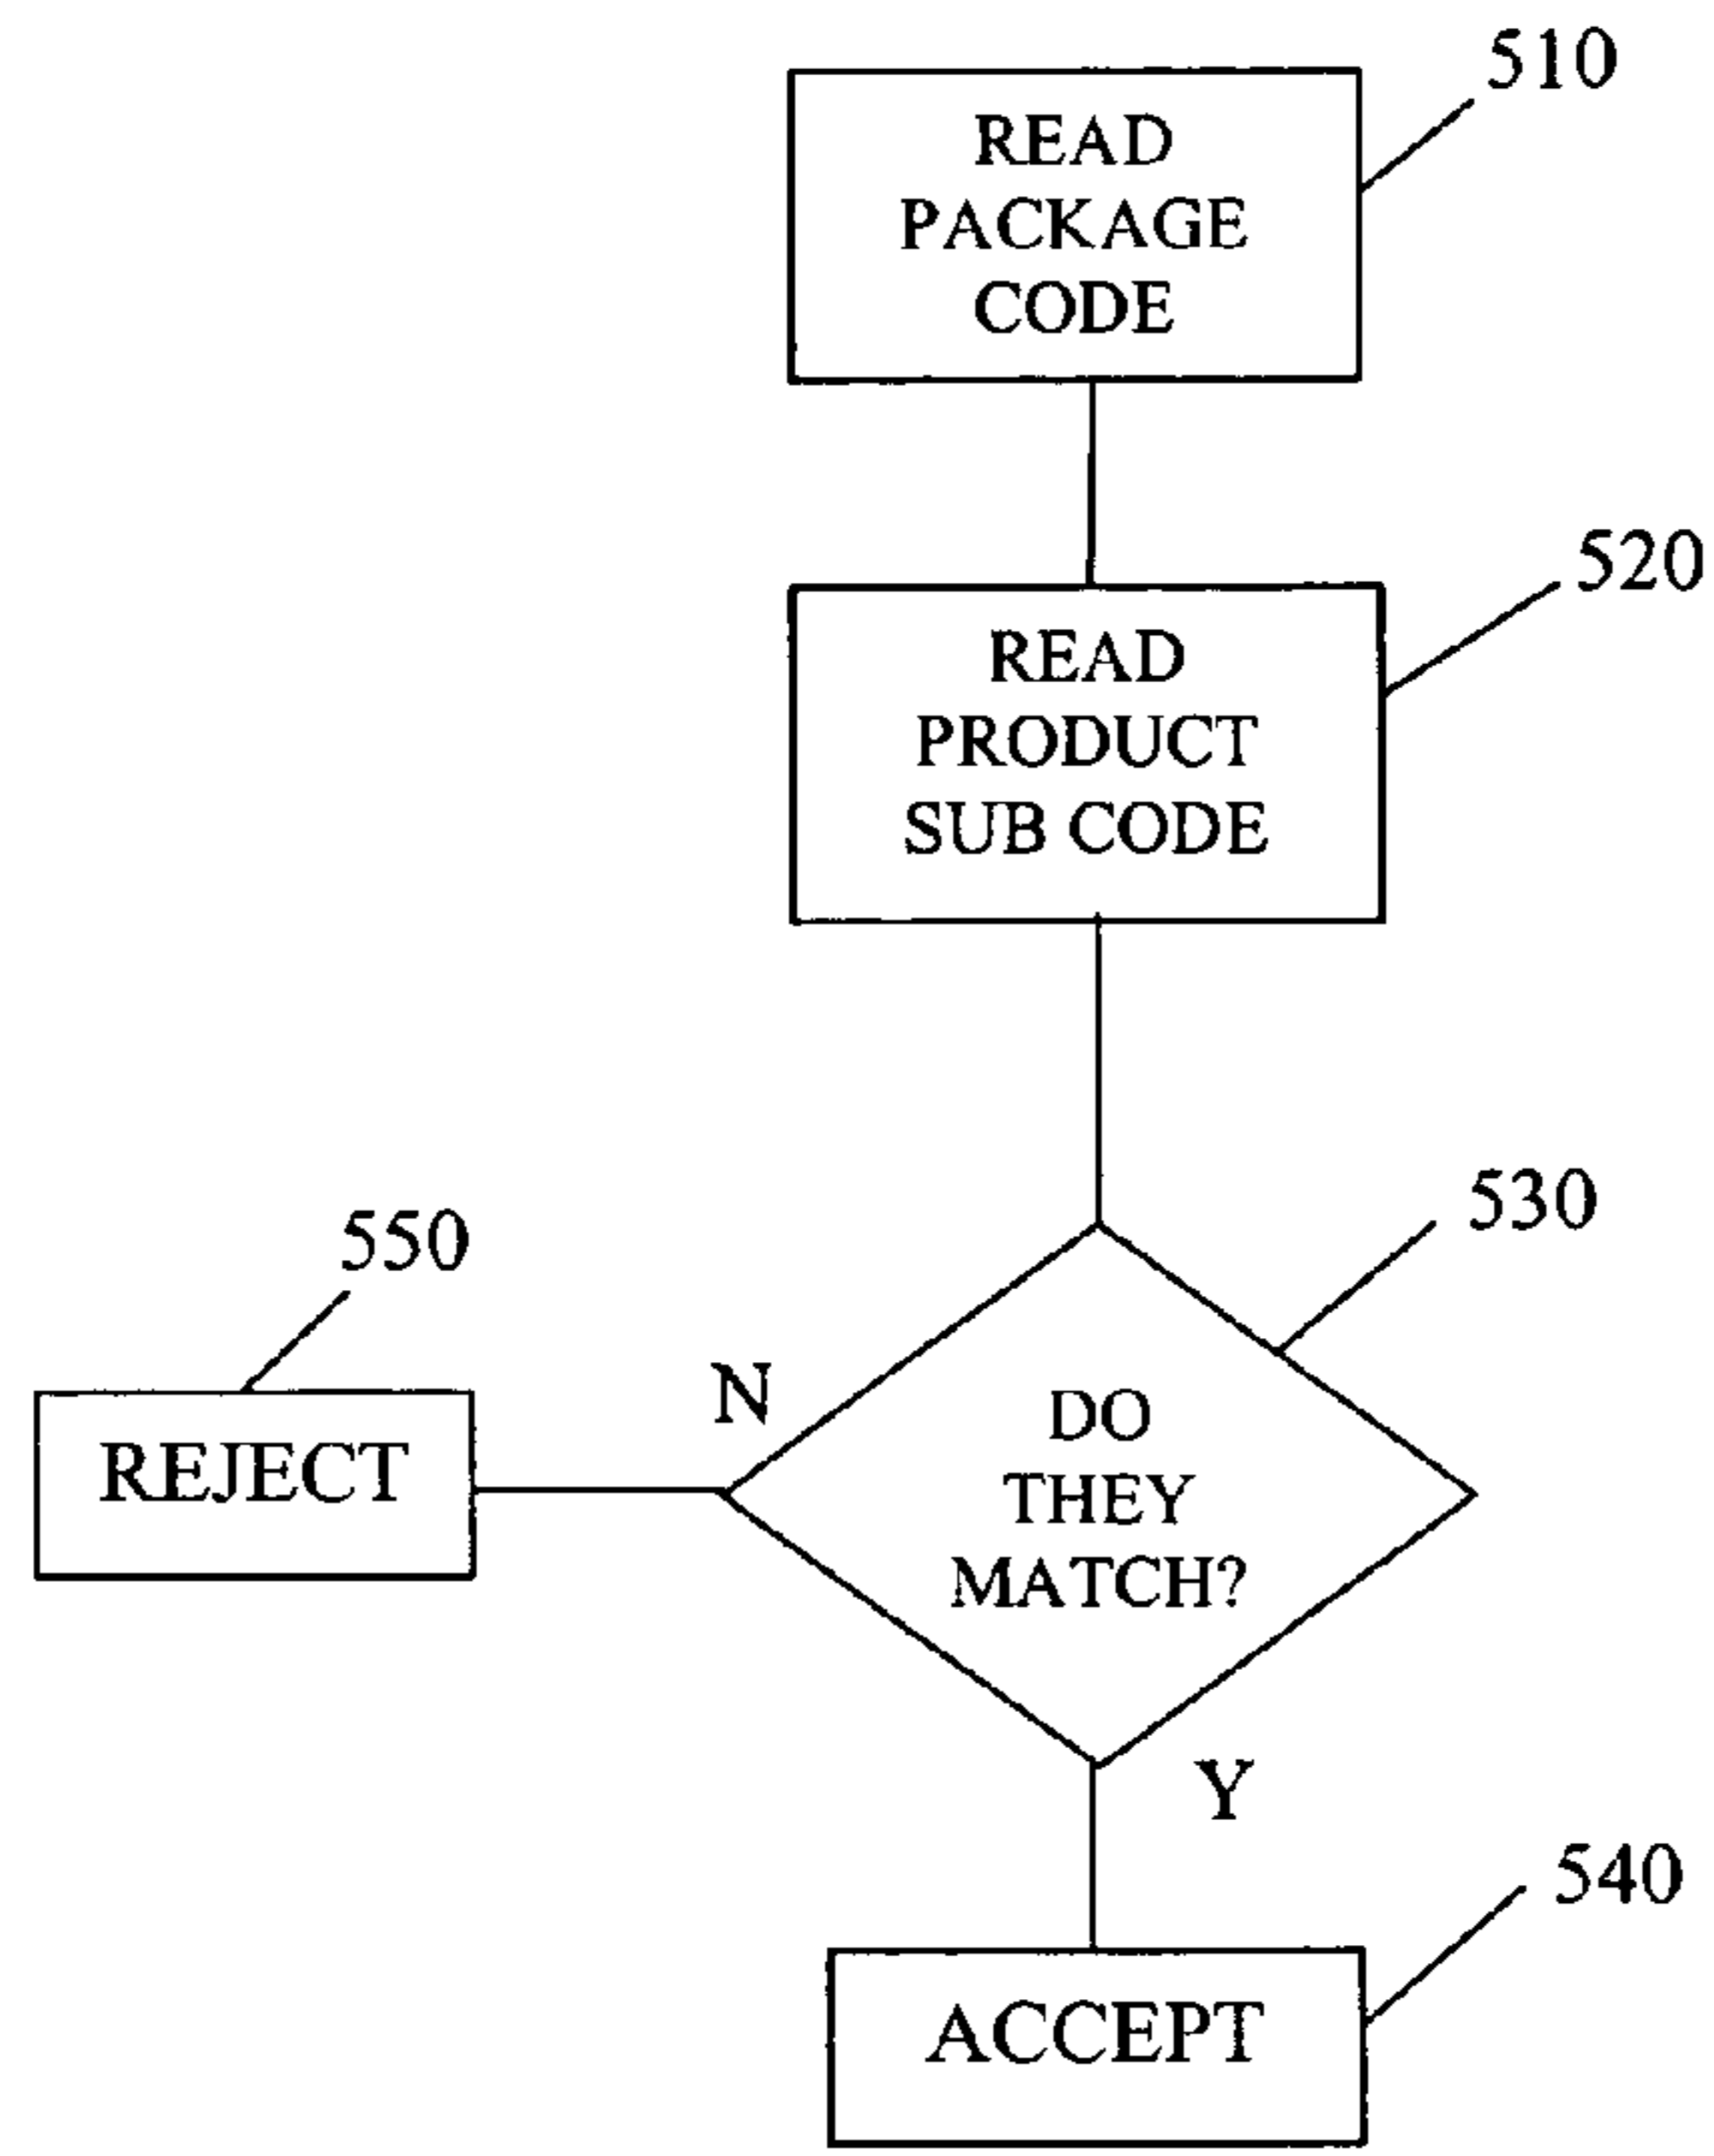 510
READ
PACKAGE
CODE
520
READ
PRODUCT
SUB CODE
530
550
N
DO
THEY
MATCH?
REJECT
Y
540
ACCEPT